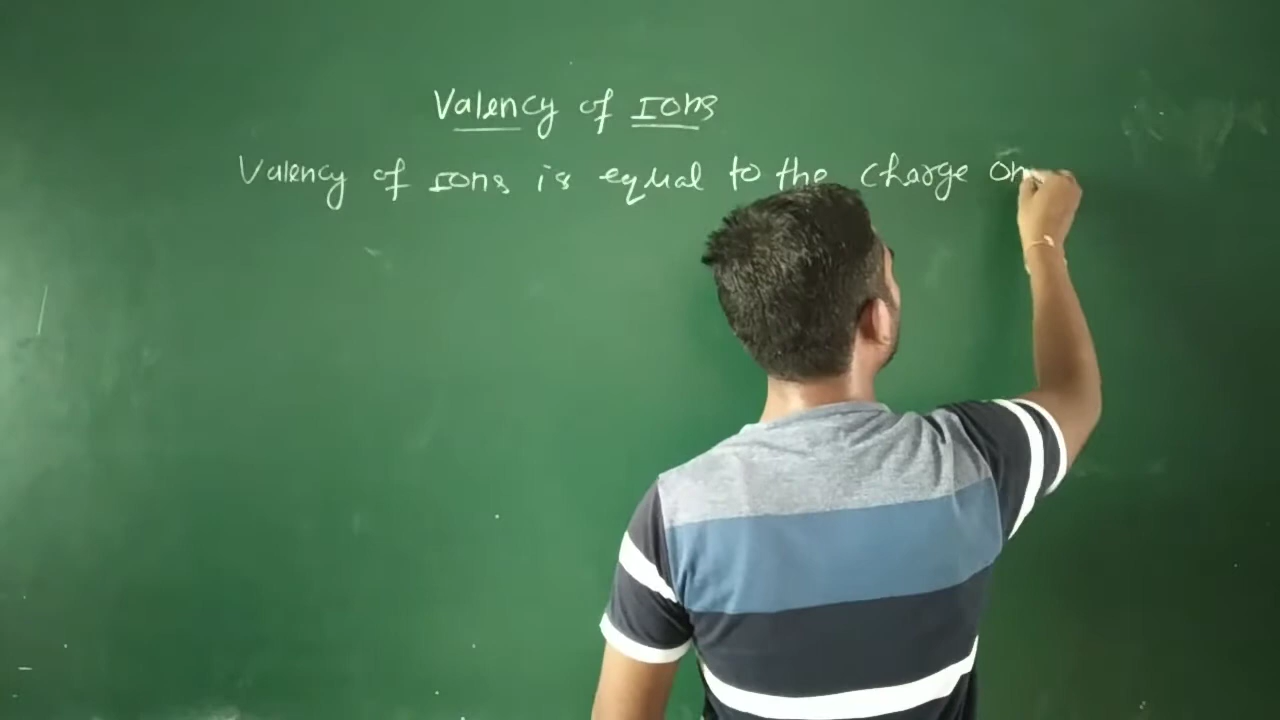 Valency of Ions
Valency of Ions is equal to the charge on